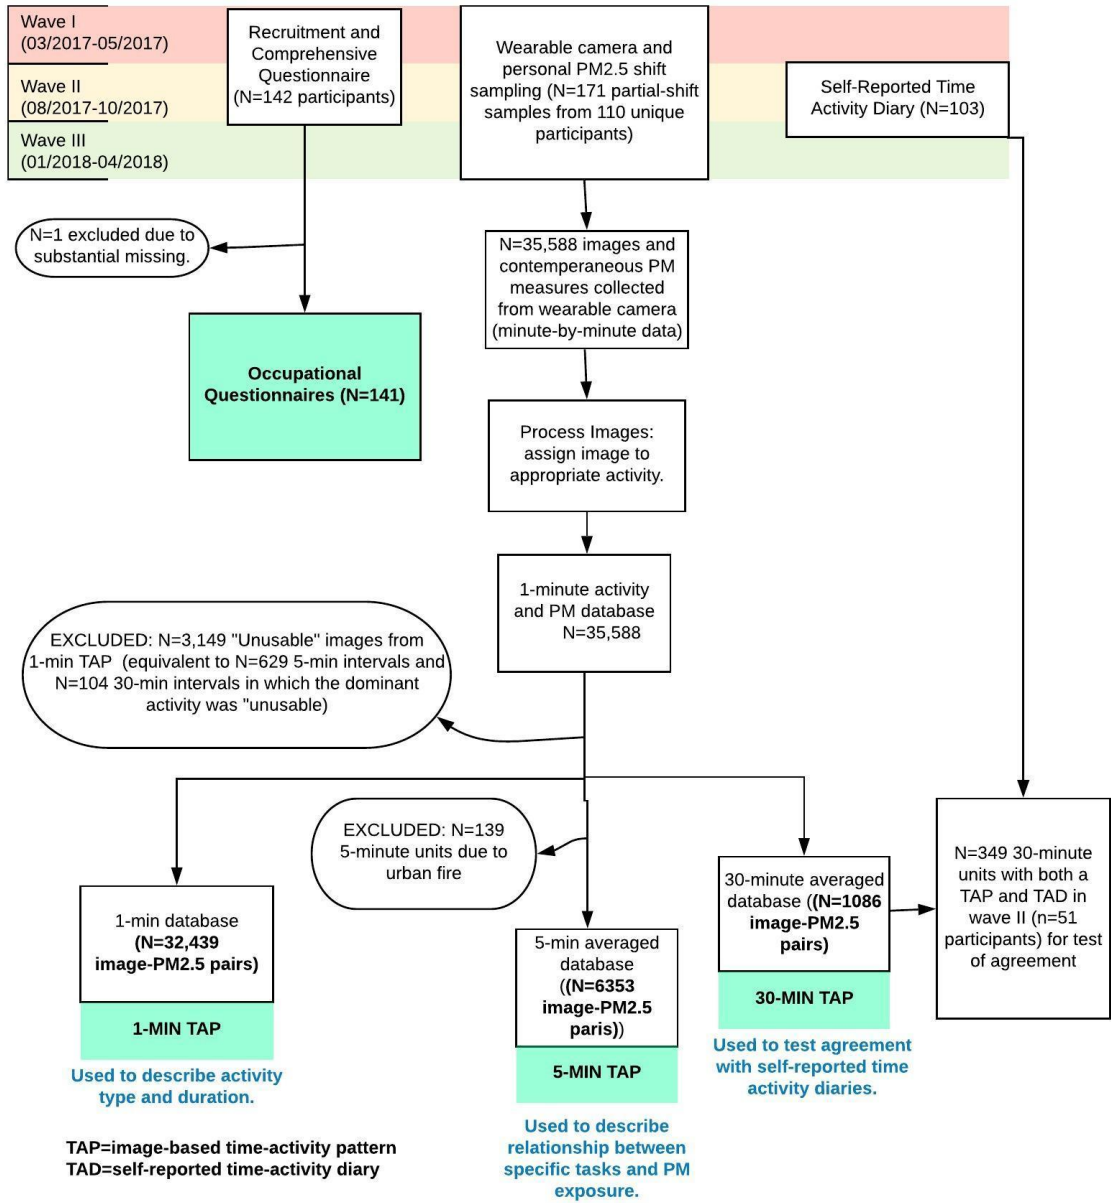 Wave I
(03/2017-05/2017)
Wave II
(08/2017-10/2017)
Wave III
(01/2018-04/2018)
Recruitment and
Comprehensive
Questionnaire
(N=142 participants)
Wearable camera and
personal PM2.5 shift
sampling (N=171 partial-shift
samples from 110 unique
participants)
Self-Reported Time
Activity Diary (N=103)
N=1 excluded due to
substantial missing.
N=35,588 images and
contemperaneous PM
measures collected
from wearable camera
(minute-by-minute data)
Occupational
Questionnaires (N=141)
Process Images:
assign image to
appropriate activity.
1-minute activity
and PM database
N=35,588
EXCLUDED: N=3,149 "Unusable" images from
1-min TAP (equivalent to N=629 5-min intervals and
N=104 30-min intervals in which the dominant
activity was "unusable)
EXCLUDED: N=139
5-minute units due to
urban fire
1-min database
(N=32,439
image-PM2.5 pairs)
1-MIN TAP
Used to describe activity
type and duration.
5-min averaged
database
((N=6353
image-PM2.5
paris))
5-MIN TAP
Used to describe
relationship between
specific tasks and PM
exposure.
30-minute averaged
database ((N=1086
image-PM2.5
pairs)
30-MIN TAP
Used to test agreement
with self-reported time
activity diaries.
N=349 30-minute
units with both a
TAP and TAD in
wave II (n=51
participants) for test
of agreement
TAP=image-based time-activity pattern
TAD=self-reported time-activity diary